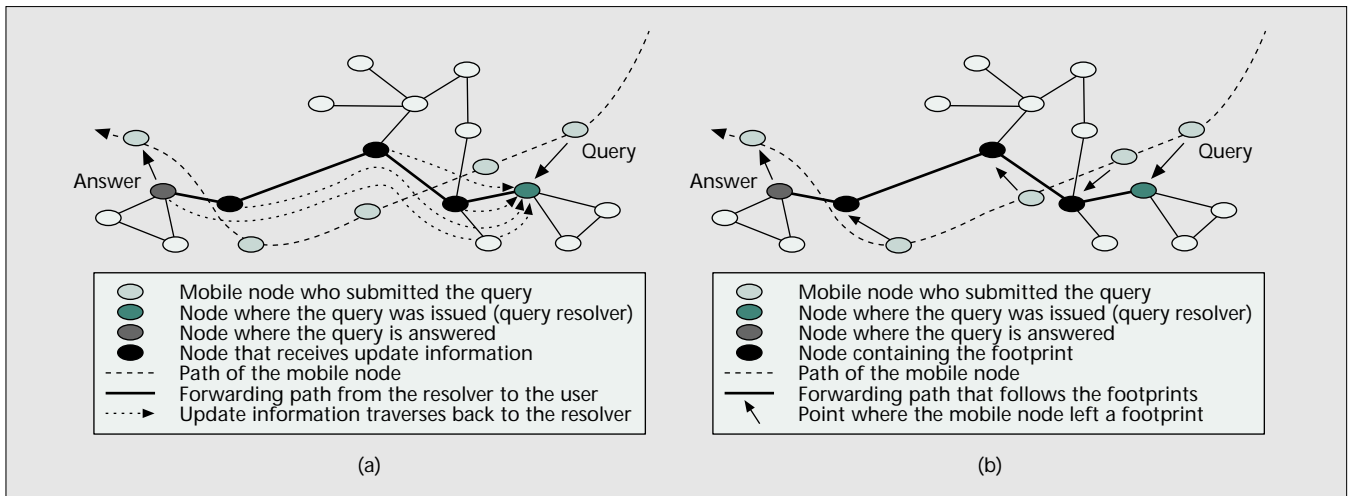 Answer
Query
Mobile node who submitted the query
Node where the query was issued (query resolver)
Node where the query is answered
Node that receives update information
Path of the mobile node
Forwarding path from the resolver to the user
Update information traverses back to the resolver
(a)
Answer
Query
Mobile node who submitted the query
Node where the query was issued (query resolver)
Node where the query is answered
Node containing the footprint
Path of the mobile node
Forwarding path that follows the footprints
Point where the mobile node left a footprint
(b)